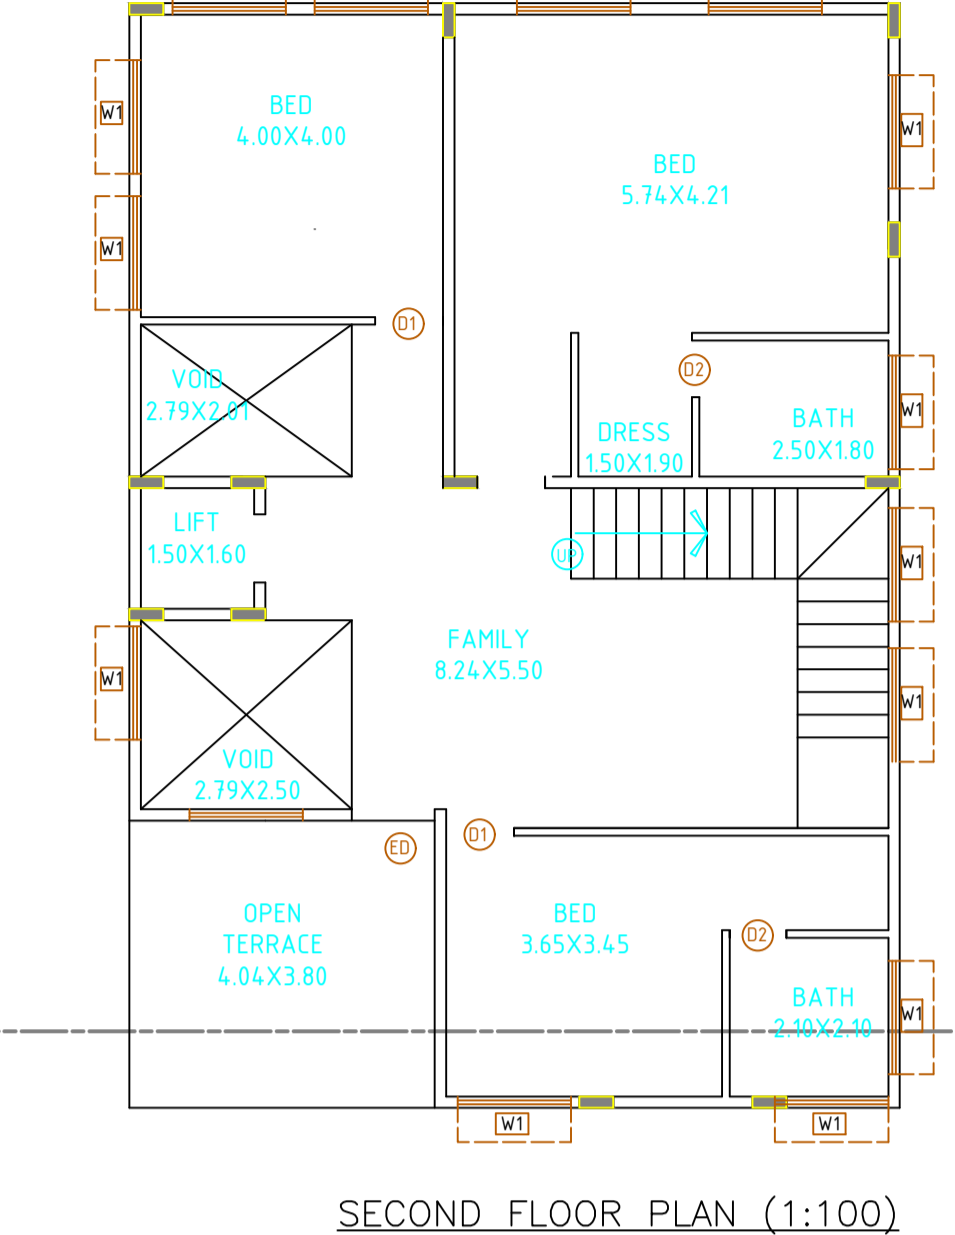 BED
4.00X4.00
W1
W1
BED
5.74X4.21
W1
W1
D1
D2
VOID
2.79X2.01
W1
DRESS
1.50X1.90
BATH
2.50X1.80
LIFT
1.50X1.60
UP
W1
FAMILY
8.24X5.50
W1
W1
VOID
2.79X2.50
D1
ED
OPEN
TERRACE
4.04X3.80
BED
3.65X3.45
D2
BATH
2.10X2.10
W1
W1
W1
SECOND FLOOR PLAN (1:100)